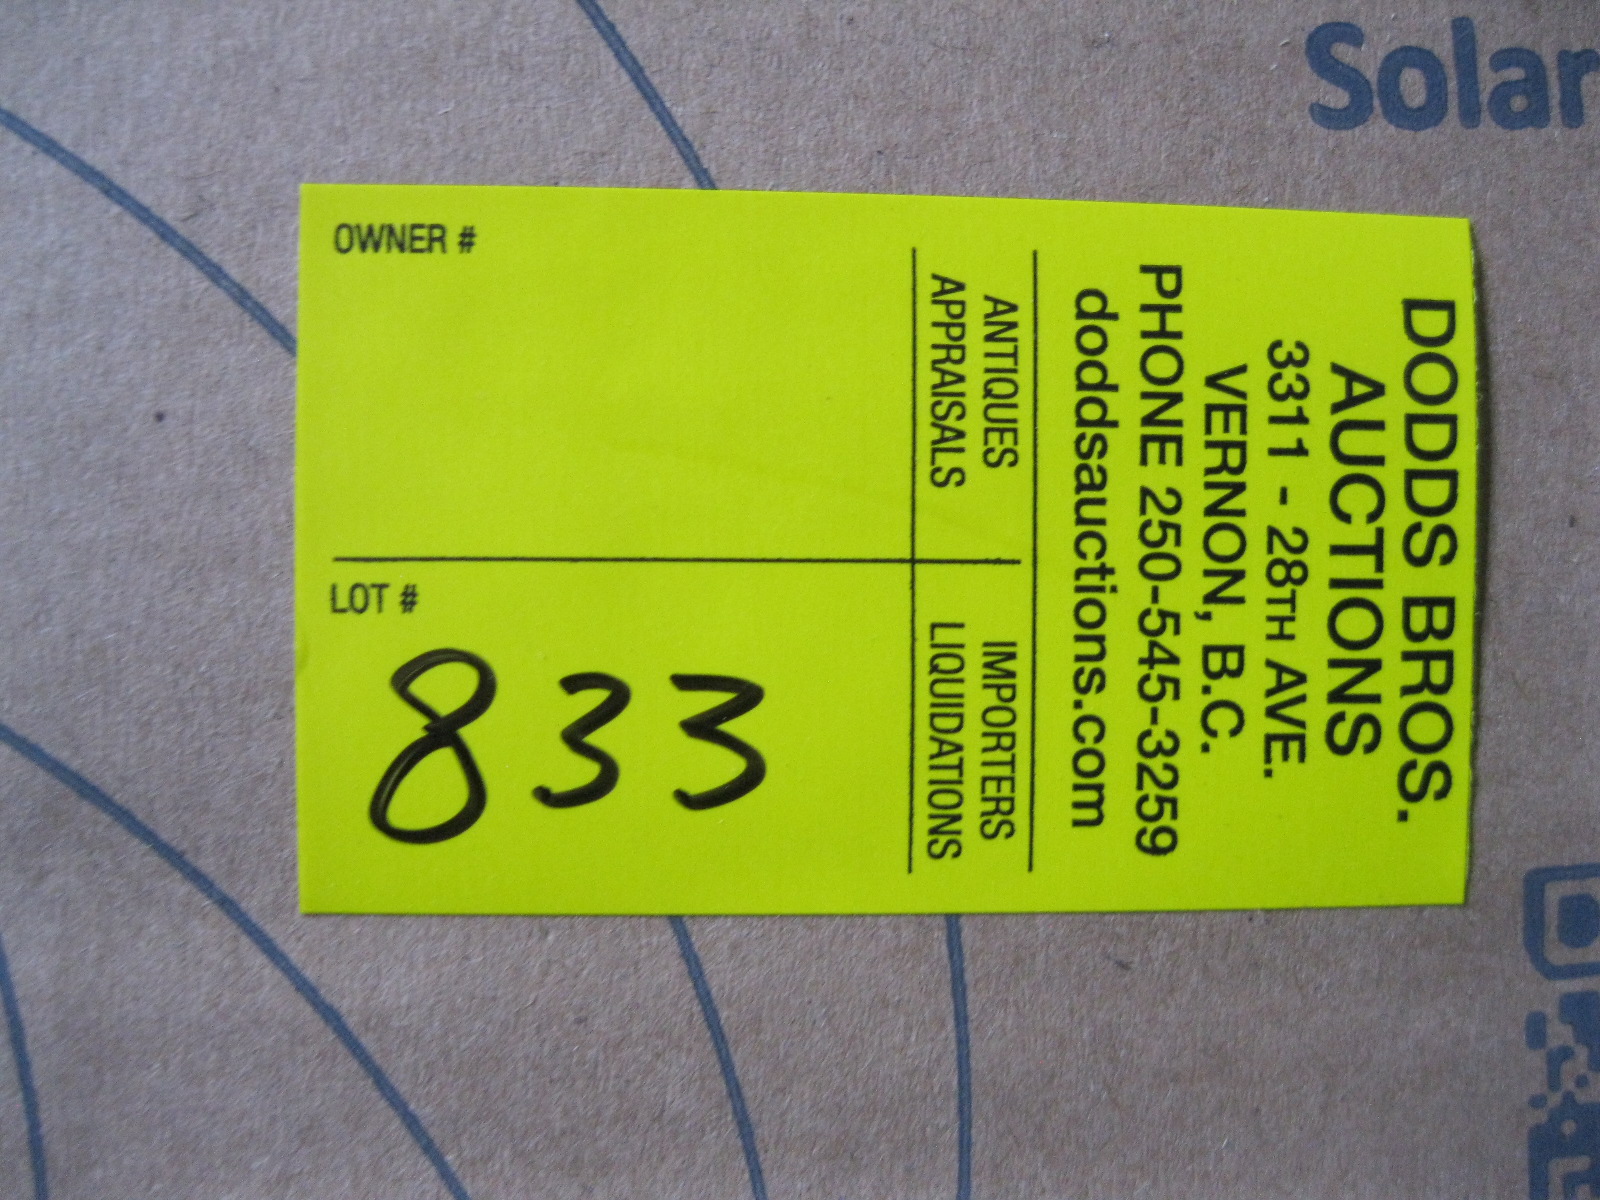 Solar
DODDS BROS.
AUCTIONS
3311 - 28TH AVE.
VERNON, B.C.
PHONE 250-545-3259
doddsauctions.com
ANTIQUES
APPRAISALS
IMPORTERS
LIQUIDATIONS
OWNER #
LOT #
833